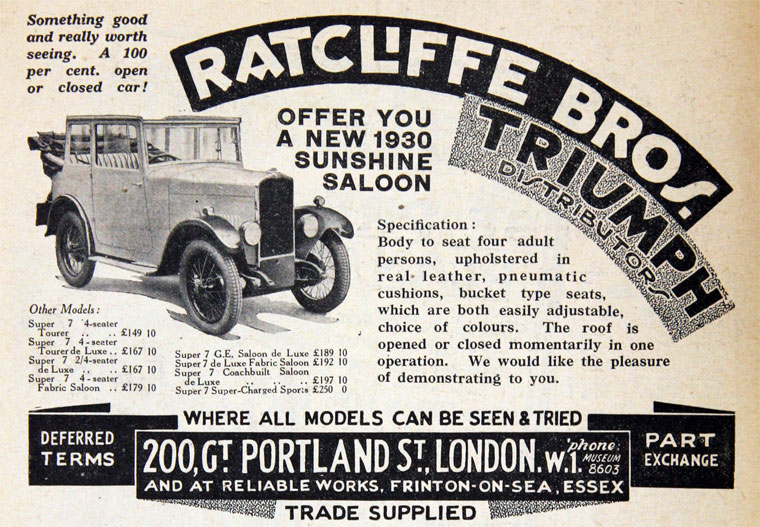 Something good
and really worth
seeing. A 100
per cent. open
or closed car!
RATCLIFFE BROS.
TRIUMPH
DISTRIBUTORS
OFFER YOU
A NEW 1930
SUNSHINE
SALOON
Specification :
Body to seat four adult
persons, upholstered in
real leather, pneumatic
cushions, bucket type seats,
which are both easily adjustable,
choice of colours. The roof is
opened or closed momentarily in one
operation. We would like the pleasure
of demonstrating to you.
Other Models :
Super 7 4-seater
Tourer .. .. £149 10
Super 7 4-seater
Tourer de Luxe .. £167 10
Super 7 2/4-seater
de Luxe .. .. £167 10
Super 7 4-seater
Fabric Saloon .. £179 10
Super 7 G.E. Saloon de Luxe £189 10
Super 7 de Luxe Fabric Saloon £192 10
Super 7 Coachbuilt Saloon
de Luxe .. .. .. £197 10
Super 7 Super-Charged Sports £250 0
WHERE ALL MODELS CAN BE SEEN & TRIED
DEFERRED
TERMS
200, GT. PORTLAND ST., LONDON. W.1.
'phone:
MUSEUM
8603
AND AT RELIABLE WORKS, FRINTON-ON-SEA, ESSEX
PART
EXCHANGE
TRADE SUPPLIED